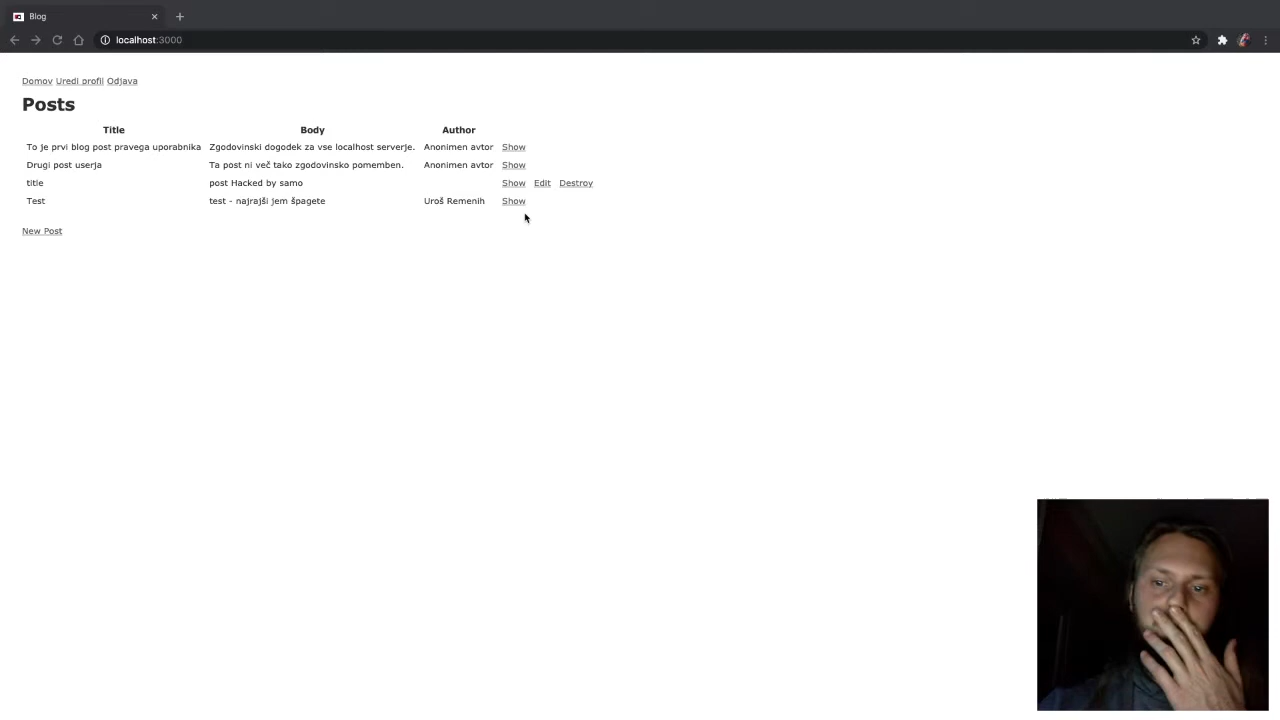 Blog
localhost:3000
Domov Uredi profil Odjava
Posts
Title Body Author
To je prvi blog post pravega uporabnika Zgodovinski dogodek za vse localhost serverje. Anonimen avtor Show
Drugi post userja Ta post ni več tako zgodovinsko pomemben. Anonimen avtor Show
title post Hacked by samo Show Edit Destroy
Test test - najrajši jem špagete Uroš Remenih Show
New Post